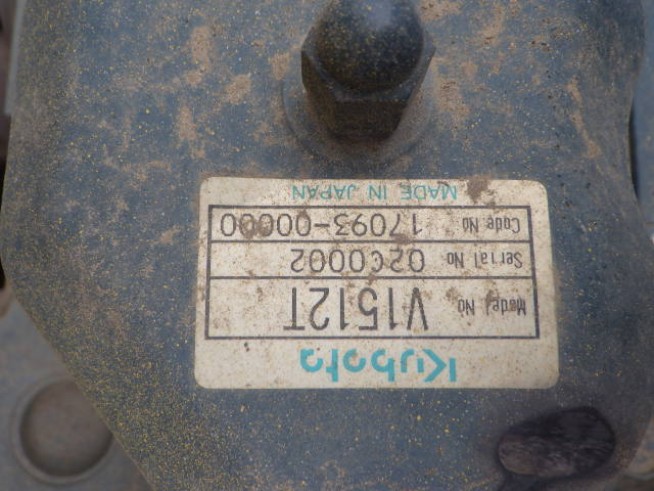 Kubota
Model No V1512T
Serial No 02C0002
Code No 17093-00000
MADE IN JAPAN